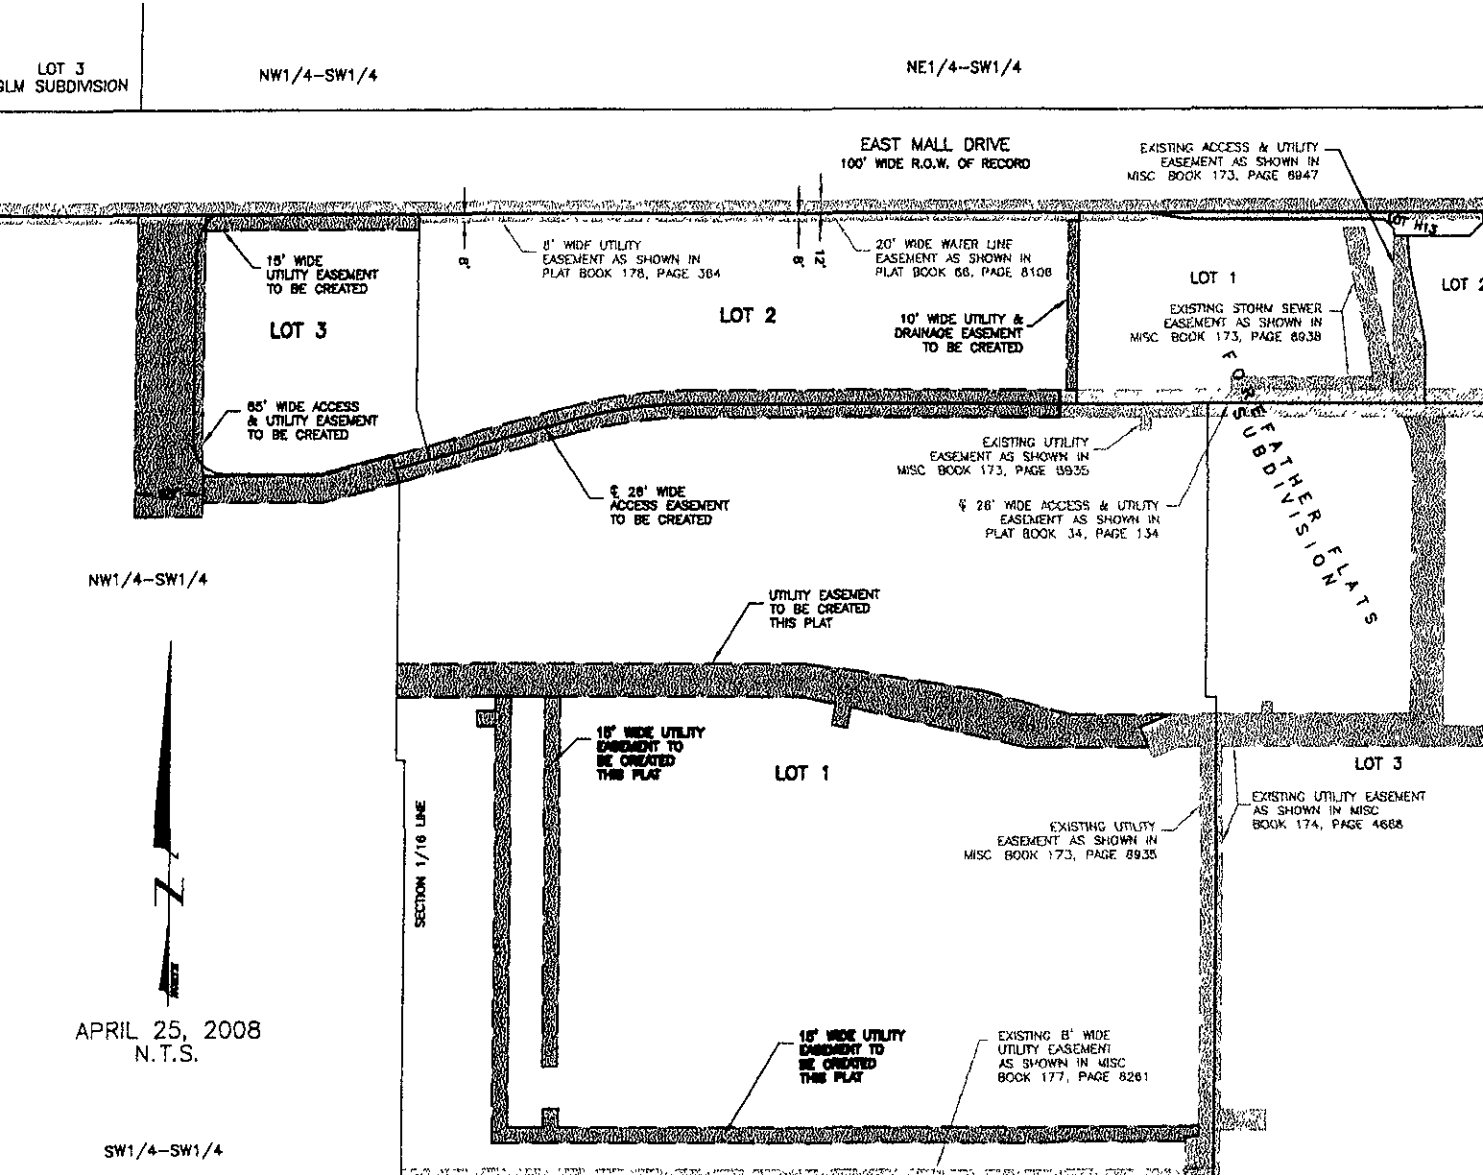 LOT 3
GLM SUBDIVISION
NW1/4-SW1/4
NE1/4-SW1/4
EAST MALL DRIVE
100' WIDE R.O.W. OF RECORD
EXISTING ACCESS & UTILITY
EASEMENT AS SHOWN IN
MISC BOOK 173, PAGE 6947
LOT H13
15' WIDE
UTILITY EASEMENT
TO BE CREATED
8' WIDE UTILITY
EASEMENT AS SHOWN IN
PLAT BOOK 178, PAGE 384
8'
8'
12'
20' WIDE WATER LINE
EASEMENT AS SHOWN IN
PLAT BOOK 66, PAGE 8106
LOT 1
LOT 2
LOT 3
LOT 2
10' WIDE UTILITY &
DRAINAGE EASEMENT
TO BE CREATED
EXISTING STORM SEWER
EASEMENT AS SHOWN IN
MISC BOOK 173, PAGE 8938
65' WIDE ACCESS
& UTILITY EASEMENT
TO BE CREATED
FOREFATHER FLATS
SUBDIVISION
EXISTING UTILITY
EASEMENT AS SHOWN IN
MISC BOOK 173, PAGE 8935
℄ 26' WIDE
ACCESS EASEMENT
TO BE CREATED
℄ 26' WIDE ACCESS & UTILITY
EASEMENT AS SHOWN IN
PLAT BOOK 34, PAGE 134
NW1/4-SW1/4
UTILITY EASEMENT
TO BE CREATED
THIS PLAT
15' WIDE UTILITY
EASEMENT TO
BE CREATED
THIS PLAT
LOT 1
LOT 3
SECTION 1/16 LINE
EXISTING UTILITY EASEMENT
AS SHOWN IN MISC
BOOK 174, PAGE 4688
EXISTING UTILITY
EASEMENT AS SHOWN IN
MISC BOOK 173, PAGE 8935
N
NORTH
APRIL 25, 2008
N.T.S.
15' WIDE UTILITY
EASEMENT TO
BE CREATED
THIS PLAT
EXISTING 8' WIDE
UTILITY EASEMENT
AS SHOWN IN MISC
BOOK 177, PAGE 8261
SW1/4-SW1/4